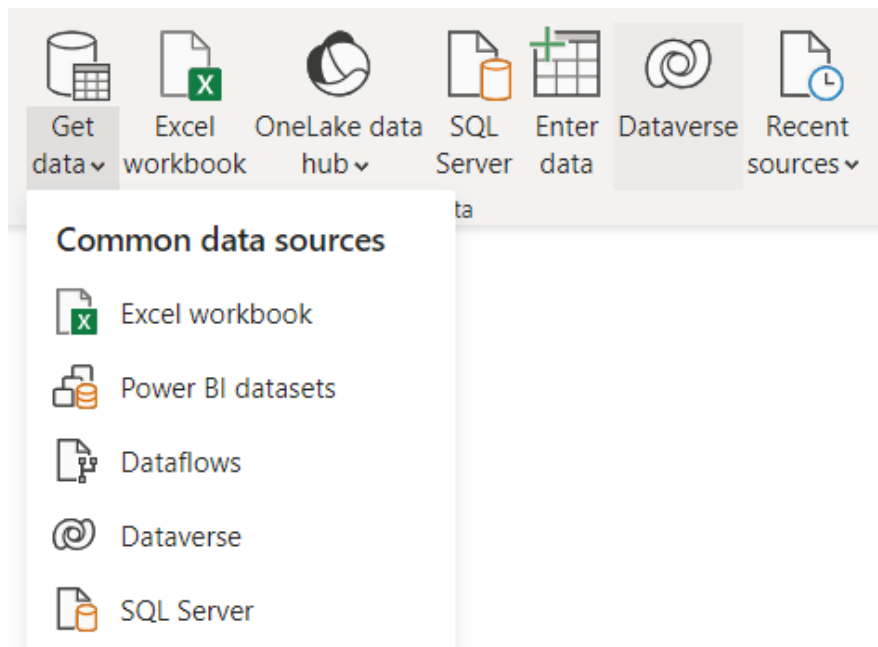 Get Excel OneLake data SQL Enter Dataverse Recent
data workbook hub Server data sources
ta
Common data sources
X Excel workbook
Power BI datasets
Dataflows
Dataverse
SQL Server